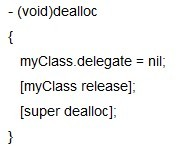 - (void)dealloc
{
myClass.delegate = nil;
[myClass release];
[super dealloc];
}